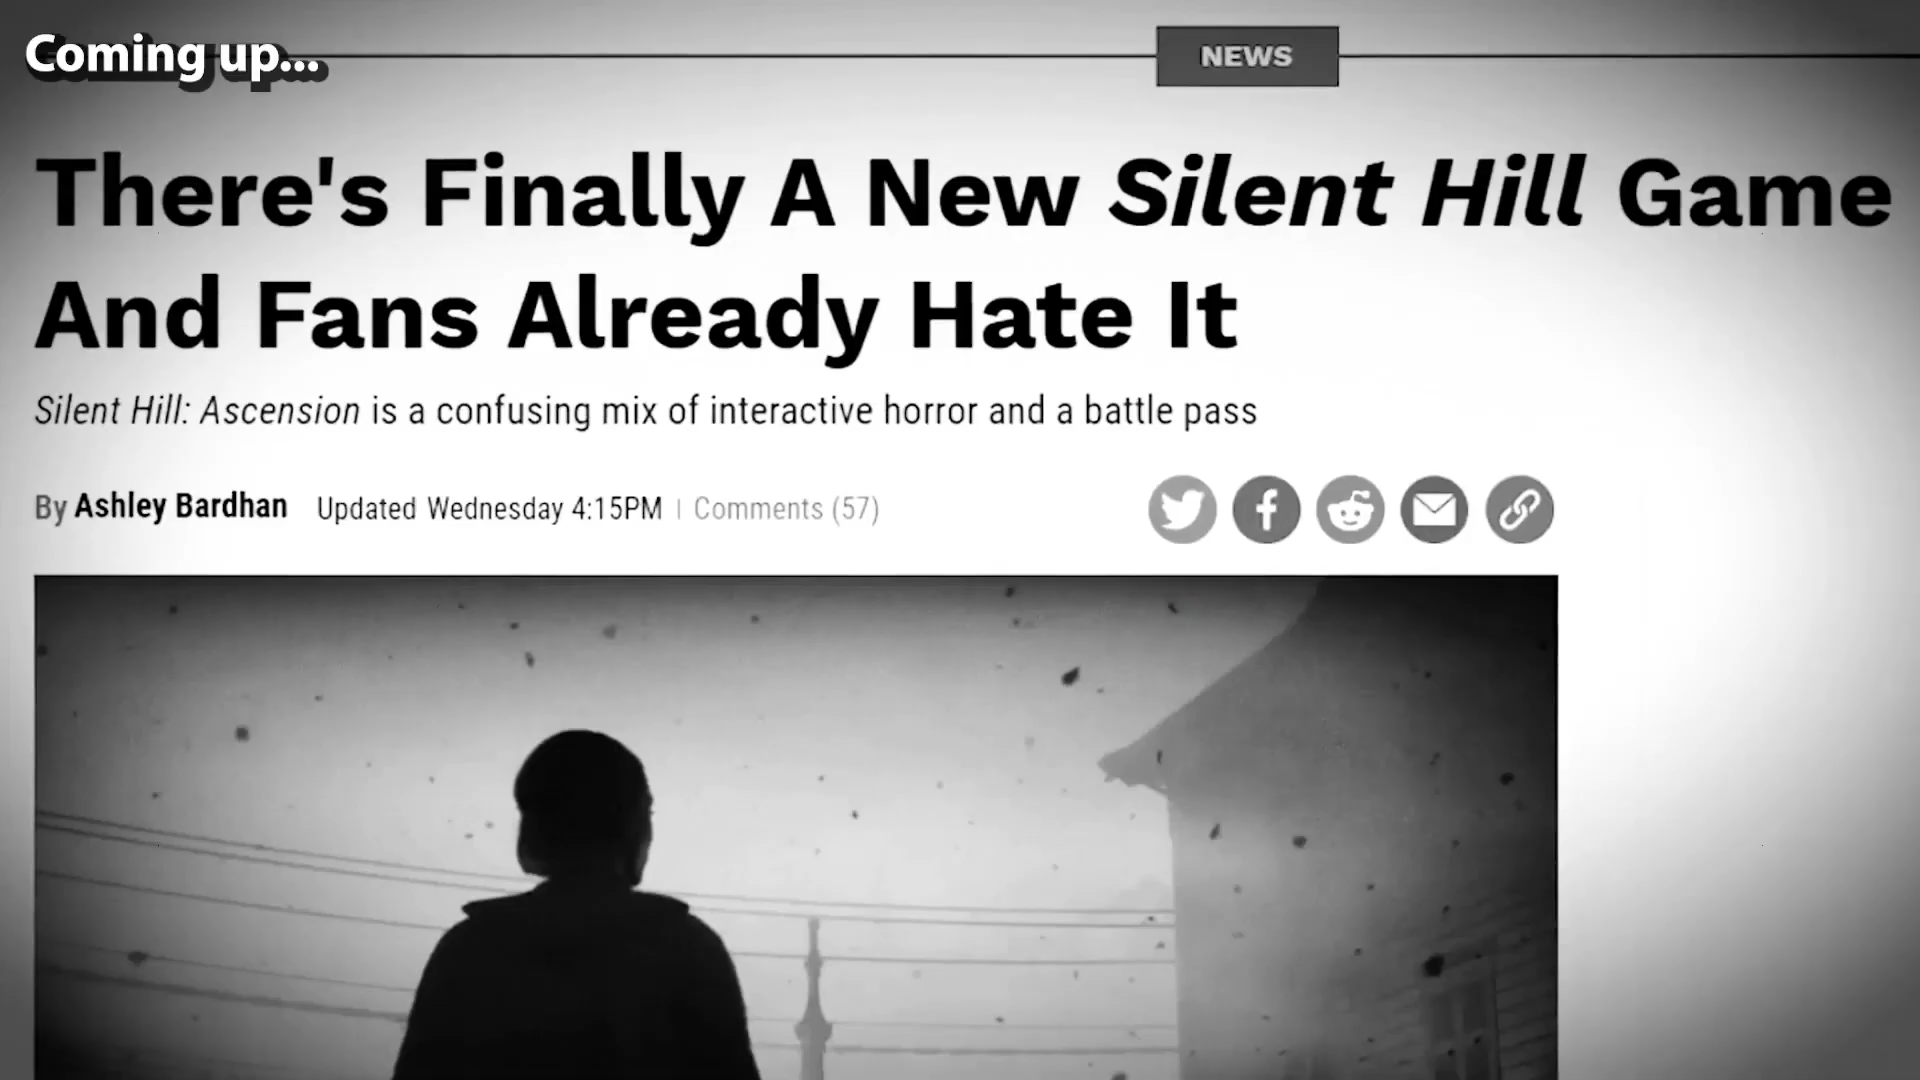 Coming up...
NEWS
There's Finally A New Silent Hill Game
And Fans Already Hate It
Silent Hill: Ascension is a confusing mix of interactive horror and a battle pass
By Ashley Bardhan Updated Wednesday 4:15PM | Comments (57)